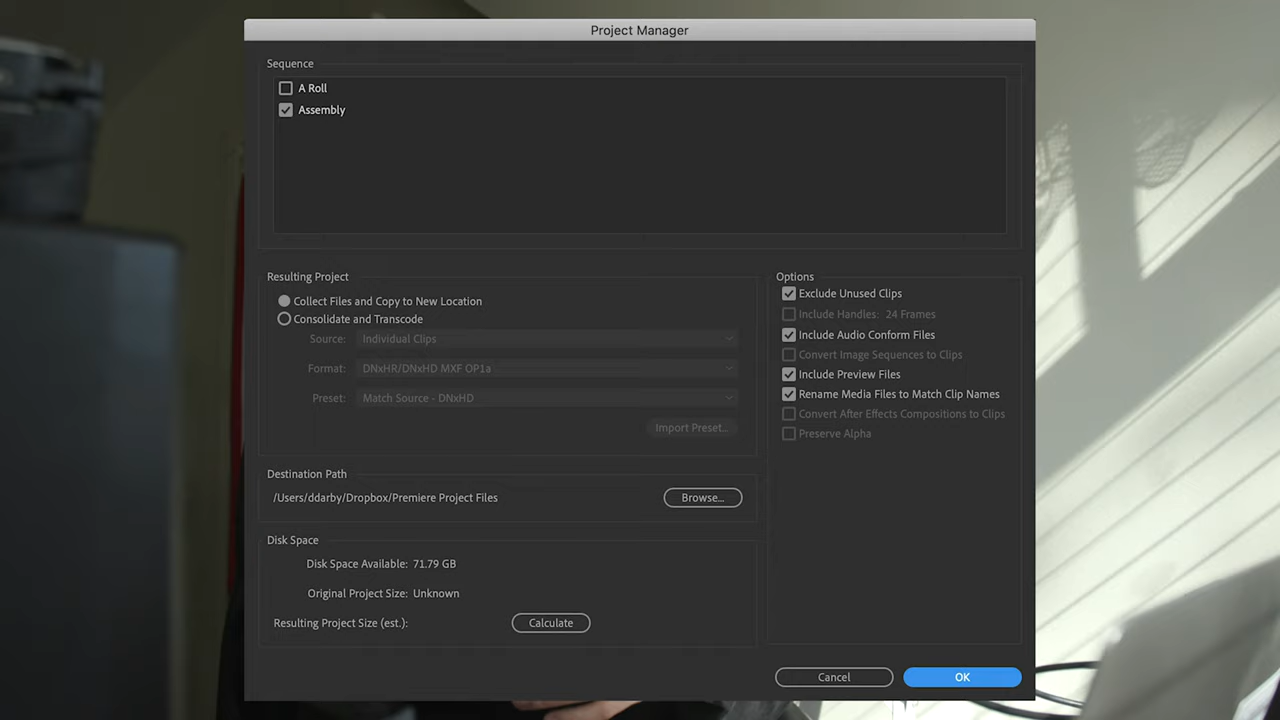 Project Manager
Sequence
A Roll
Assembly
Resulting Project
Collect Files and Copy to New Location
Consolidate and Transcode
Source: Individual Clips
Format: DNxHR/DNxHD MXF OP1a
Preset: Match Source - DNxHD
Import Preset...
Options
Exclude Unused Clips
Include Handles: 24 Frames
Include Audio Conform Files
Convert Image Sequences to Clips
Include Preview Files
Rename Media Files to Match Clip Names
Convert After Effects Compositions to Clips
Preserve Alpha
Destination Path
/Users/ddarby/Dropbox/Premiere Project Files
Browse...
Disk Space
Disk Space Available: 71.79 GB
Original Project Size: Unknown
Resulting Project Size (est.):
Calculate
Cancel
OK